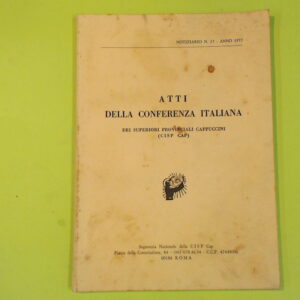 NOTIZIARIO N. 27 - ANNO 1977
ATTI
DELLA CONFERENZA ITALIANA
DEI SUPERIORI PROVINCIALI CAPPUCCINI
(CISP CAP)
Segreteria Nazionale della CISP Cap
ROMA